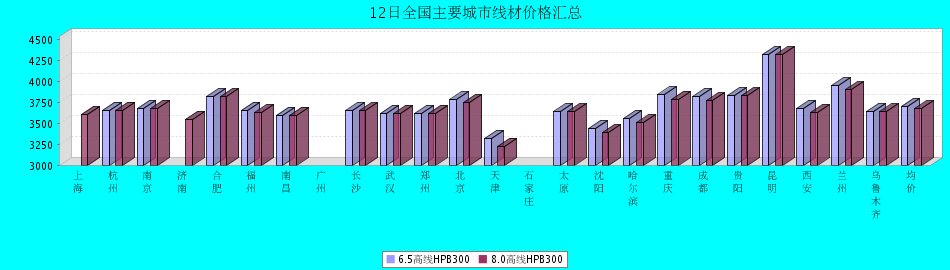 12日全国主要城市线材价格汇总
4500
4250
4000
3750
3500
3250
3000
上海
杭州
南京
济南
合肥
福州
南昌
广州
长沙
武汉
郑州
北京
天津
石家庄
太原
沈阳
哈尔滨
重庆
成都
贵阳
昆明
西安
兰州
乌鲁木齐
均价
6.5高线HPB300
8.0高线HPB300